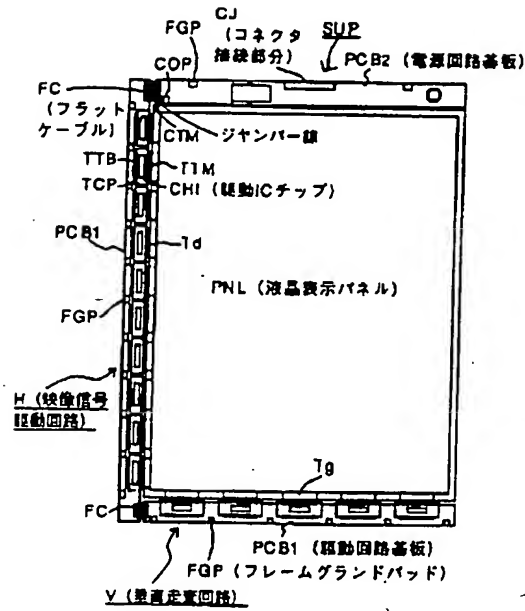 CJ
(コネクタ
接続部分)
FGP
SUP
PCB2 (電源回路基板)
COP
FC
(フラット
ケーブル)
CTM
ジャンパー線
TTB
TTM
TCP
CHI (駆動ICチップ)
PCB1
Td
PNL (液晶表示パネル)
FGP
H (映像信号
駆動回路)
Tg
FC
PCB1 (駆動回路基板)
FGP (フレームグランドパッド)
V (垂直走査回路)